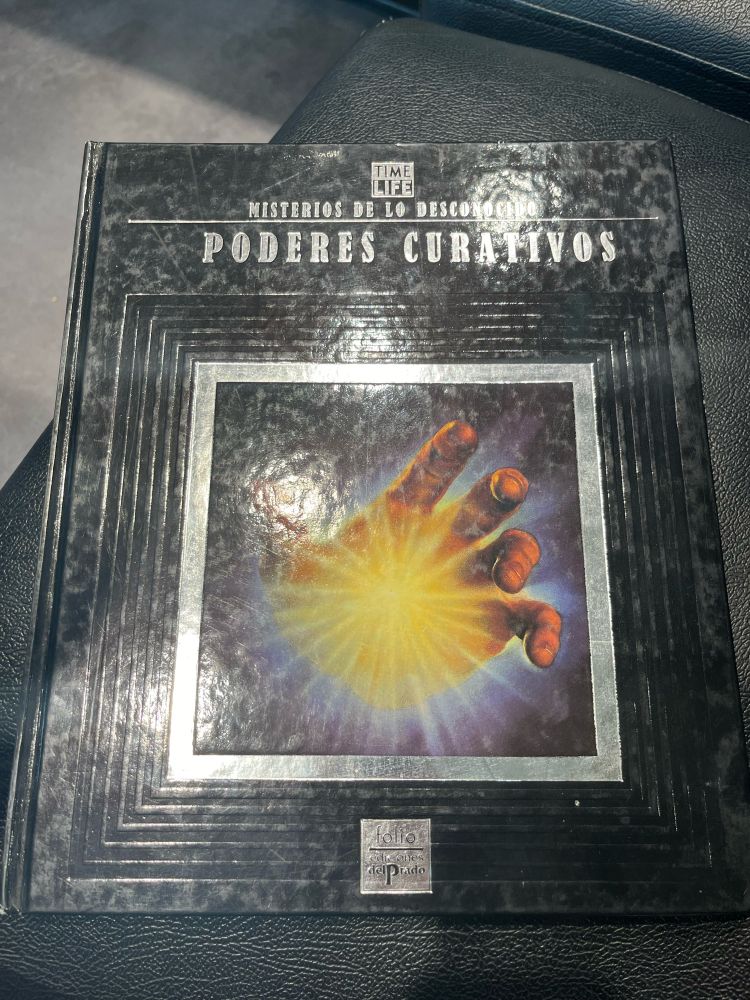 TIME
LIFE
MISTERIOS DE LO DESCONOCIDO
PODERES CURATIVOS
folio
ediciones
del Prado